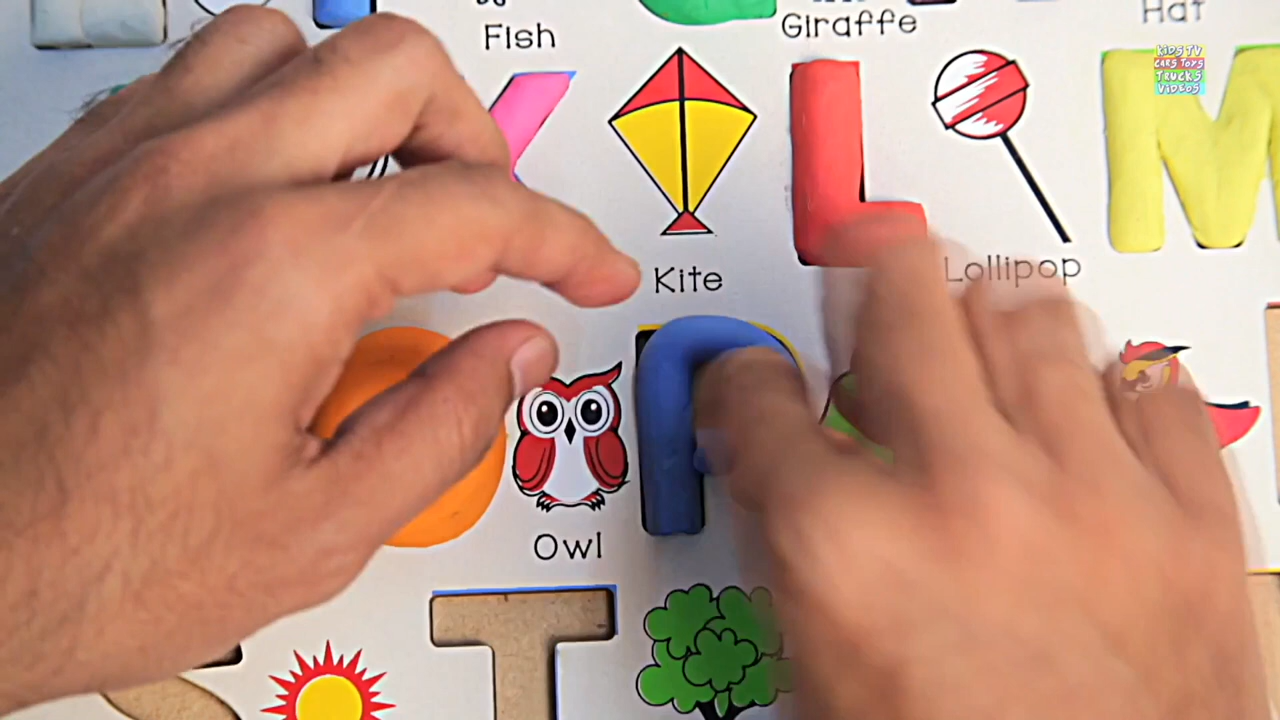 Fish
Giraffe
Hat
KiDS TV
CARS TOYS
TRUCKS
ViDEOS
K
Kite
L
Lollipop
M
O
Owl
P
T